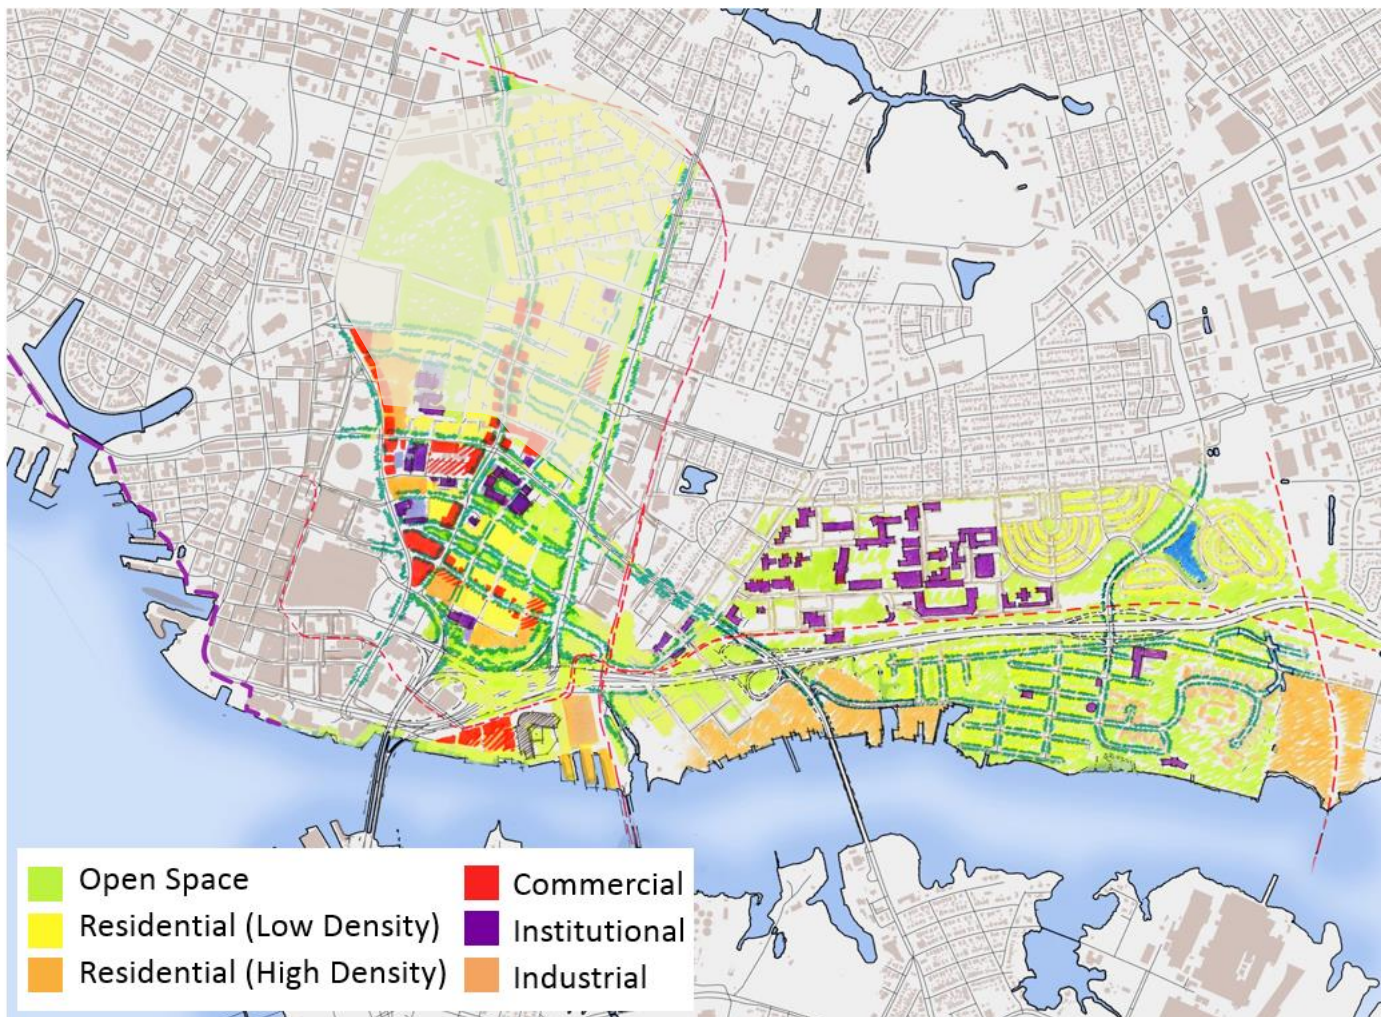 Open Space
Residential (Low Density)
Residential (High Density)
Commercial
Institutional
Industrial